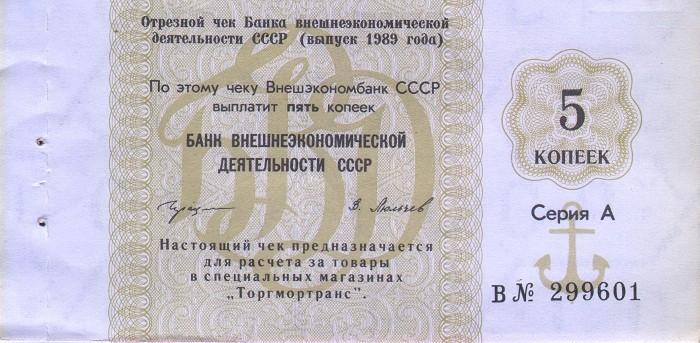 Отрезной чек Банка внешнеэкономической
деятельности СССР (выпуск 1989 года)
По этому чеку Внешэкономбанк СССР
выплатит пять копеек
БАНК ВНЕШНЕЭКОНОМИЧЕСКОЙ
ДЕЯТЕЛЬНОСТИ СССР
Настоящий чек предназначается
для расчета за товары
в специальных магазинах
„Торгмортранс".
5
КОПЕЕК
Серия А
В № 299601